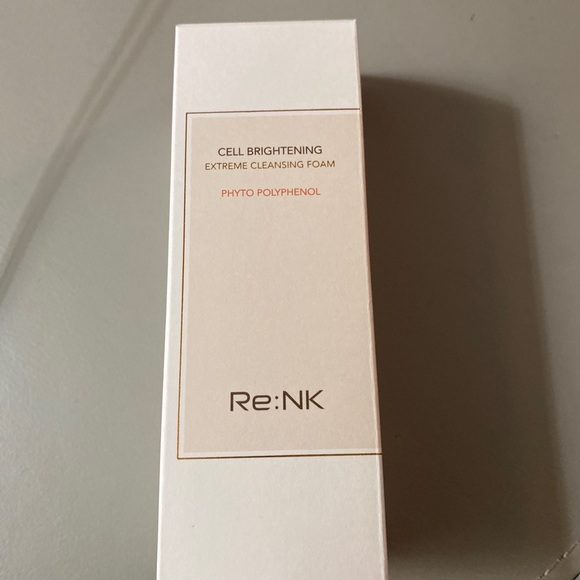 CELL BRIGHTENING
EXTREME CLEANSING FOAM
PHYTO POLYPHENOL
Re:NK